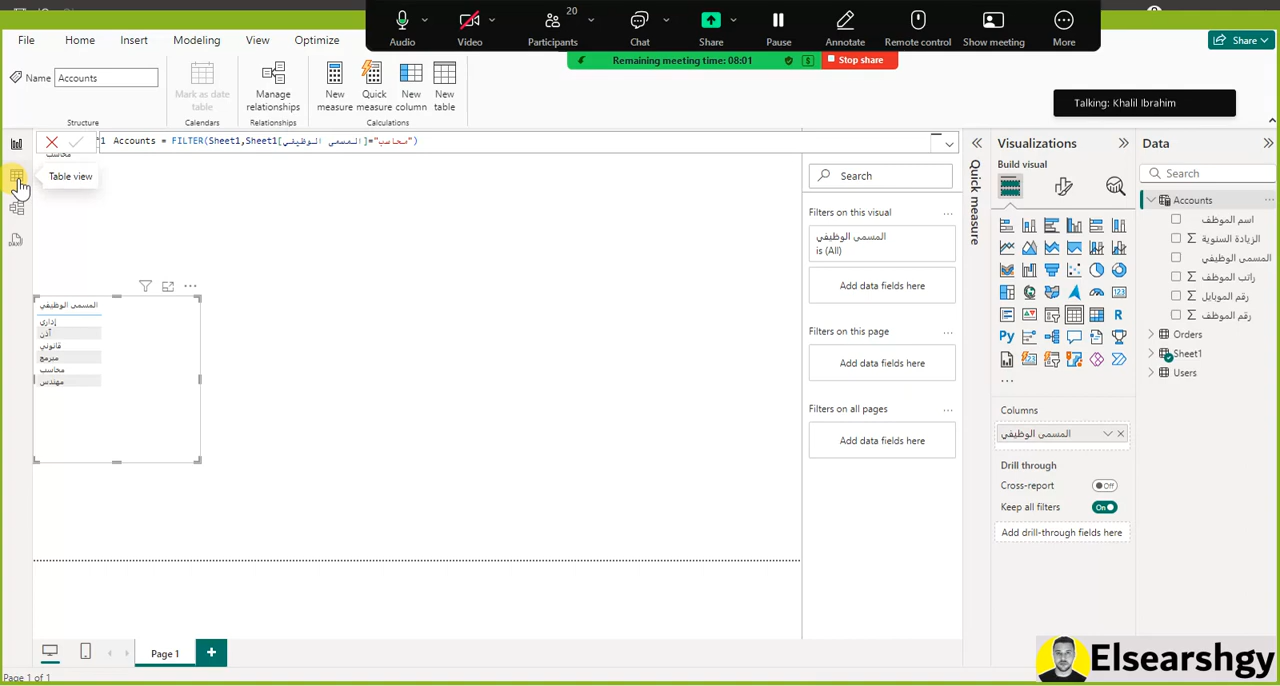 Audio
Video
20
Participants
Chat
Share
Pause
Annotate
Remote control
Show meeting
More
File
Home
Insert
Modeling
View
Optimize
Share
Remaining meeting time: 08:01
Stop share
Name
Accounts
Mark as date
table
Manage
relationships
New
measure
Quick
measure
New
column
New
table
Structure
Calendars
Relationships
Calculations
Talking: Khalil Ibrahim
1 Accounts = FILTER(Sheet1,Sheet1[المسمى الوظيفي]="محاسب")
محاسب
Table view
DAX
المسمى الوظيفي
إداري
آذن
قانوني
مبرمج
محاسب
مهندس
Search
Filters on this visual
المسمى الوظيفي
is (All)
Add data fields here
Filters on this page
Add data fields here
Filters on all pages
Add data fields here
Quick measure
Visualizations
Build visual
123
R
Py
Columns
المسمى الوظيفي
Drill through
Cross-report
Off
Keep all filters
On
Add drill-through fields here
Data
Search
Accounts
اسم الموظف
الزيادة السنوية
المسمى الوظيفي
راتب الموظف
رقم الموبايل
رقم الموظف
Orders
Sheet1
Users
Page 1
Page 1 of 1
Elsearshgy